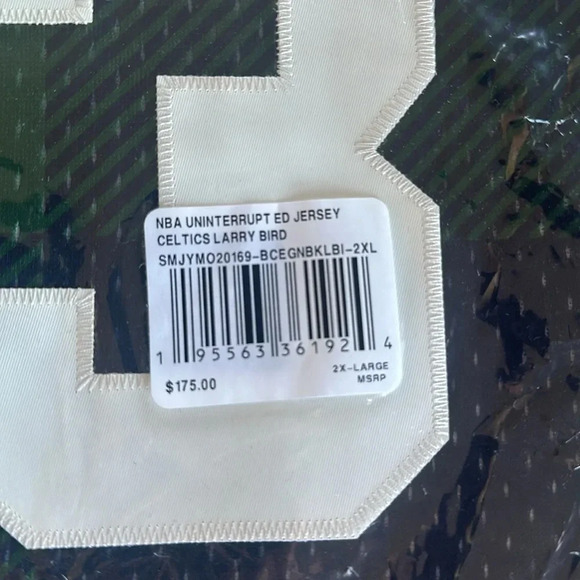 NBA UNINTERRUPT ED JERSEY
CELTICS LARRY BIRD
SMJYMO20169-BCEGNBKLBI-2XL
1 95563 36192 4
$175.00
2X-LARGE
MSRP